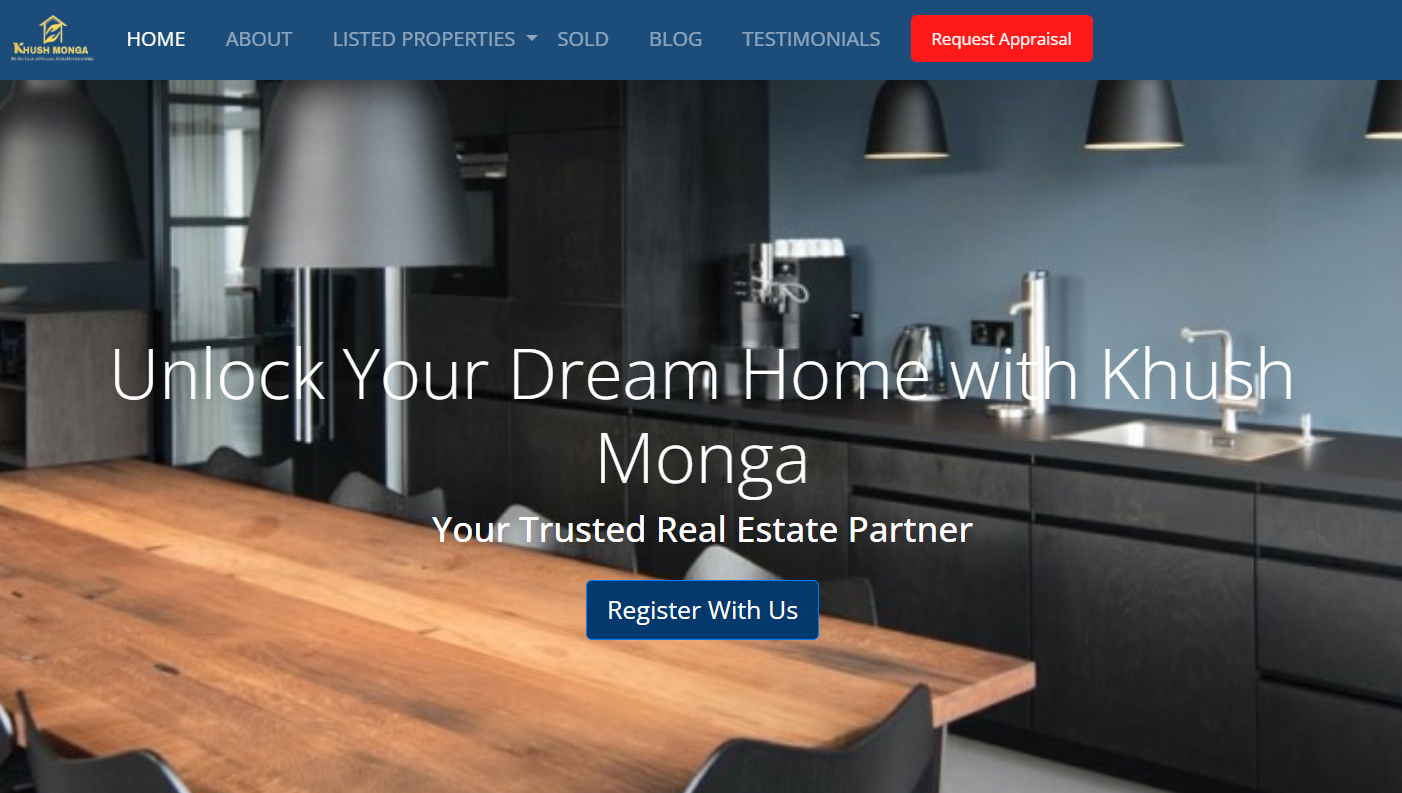 KHUSH MONGA
HOME
ABOUT
LISTED PROPERTIES
SOLD
BLOG
TESTIMONIALS
Request Appraisal
Unlock Your Dream Home with Khush
Monga
Your Trusted Real Estate Partner
Register With Us